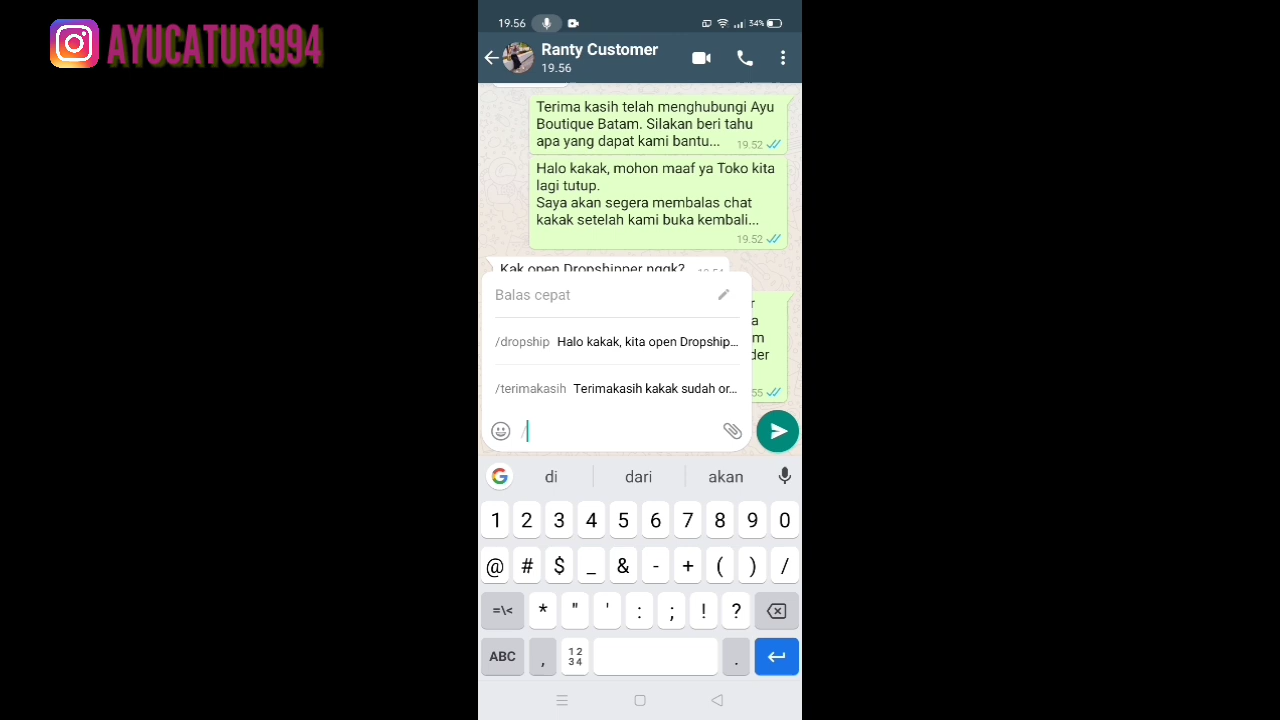 AYUCATUR1994
19.56
34%
Ranty Customer
19.56
Terima kasih telah menghubungi Ayu
Boutique Batam. Silakan beri tahu
apa yang dapat kami bantu...
19.52
Halo kakak, mohon maaf ya Toko kita
lagi tutup.
Saya akan segera membalas chat
kakak setelah kami buka kembali...
19.52
Kak open Dropshipper nggk?
Balas cepat
/dropship Halo kakak, kita open Dropship...
/terimakasih Terimakasih kakak sudah or...
/
di dari akan
1 2 3 4 5 6 7 8 9 0
@ # $ _ & - + ( ) /
=\< * " ' : ; ! ?
ABC , 12 34 .